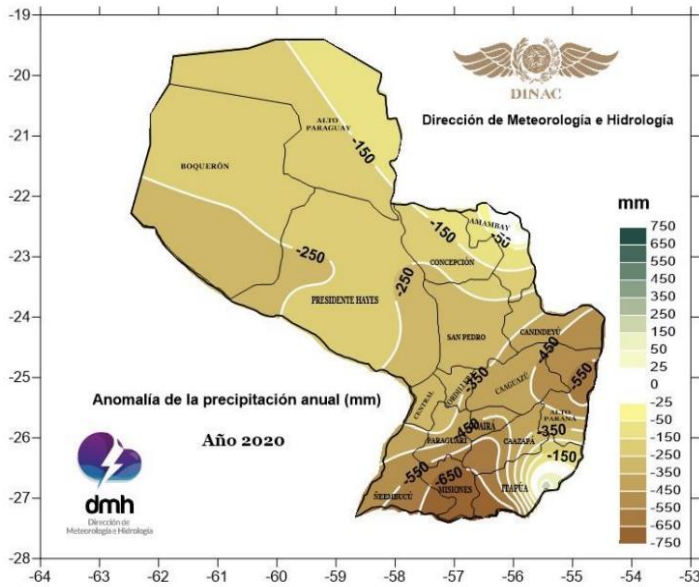 -19
-20
-21
-22
-23
-24
-25
-26
-27
-28
-64
-63
-62
-61
-60
-59
-58
-57
-56
-55
-54
DINAC
Dirección de Meteorología e Hidrología
ALTO
PARAGUAY
-150
BOQUERÓN
AMAMBAY
-50
-150
CONCEPCIÓN
-250
-250
PRESIDENTE HAYES
SAN PEDRO
CANINDEYÚ
-450
-350
CAAGUAZÚ
-550
CENTRAL
ALTO
PARANÁ
-350
-450
PARAGUARÍ
CAAZAPÁ
-150
-550
-650
MISIONES
ITAPÚA
ÑEEMBUCÚ
Anomalía de la precipitación anual (mm)
Año 2020
dmh
Dirección de
Meteorología e Hidrología
mm
750
650
550
450
350
250
150
50
25
0
-25
-50
-150
-250
-350
-450
-550
-650
-750